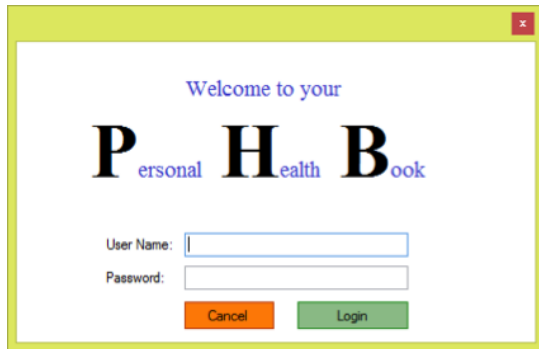 x
Welcome to your
Personal Health Book
User Name:
Password:
Cancel Login